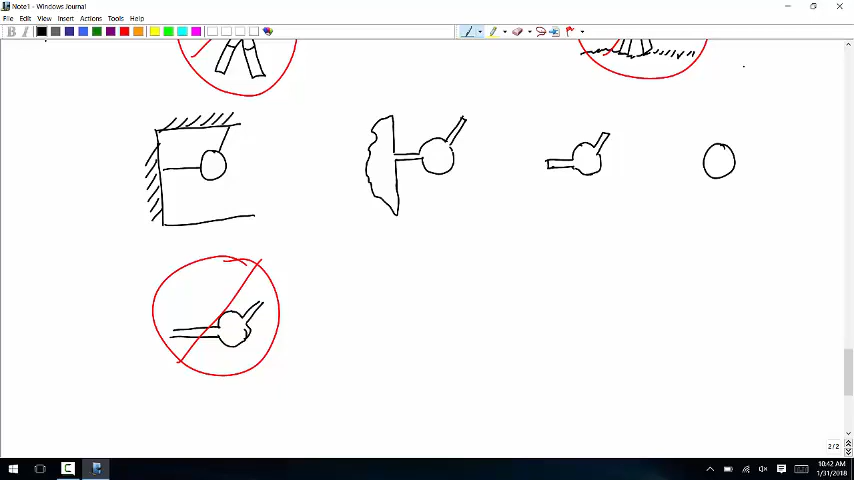 Note1 - Windows Journal
File Edit View Insert Actions Tools Help
B I
2/2
10:42 AM
1/31/2018